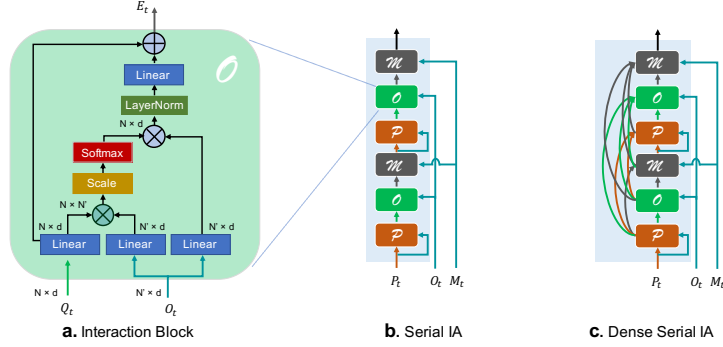 E_t
𝒪
Linear
LayerNorm
N × d
Softmax
Scale
N × N'
N × d
N' × d
N' × d
Linear
Linear
Linear
N × d
N' × d
Q_t
O_t
a. Interaction Block
ℳ
𝒪
𝒫
ℳ
𝒪
𝒫
P_t
O_t
M_t
b. Serial IA
ℳ
𝒪
𝒫
ℳ
𝒪
𝒫
P_t
O_t
M_t
c. Dense Serial IA